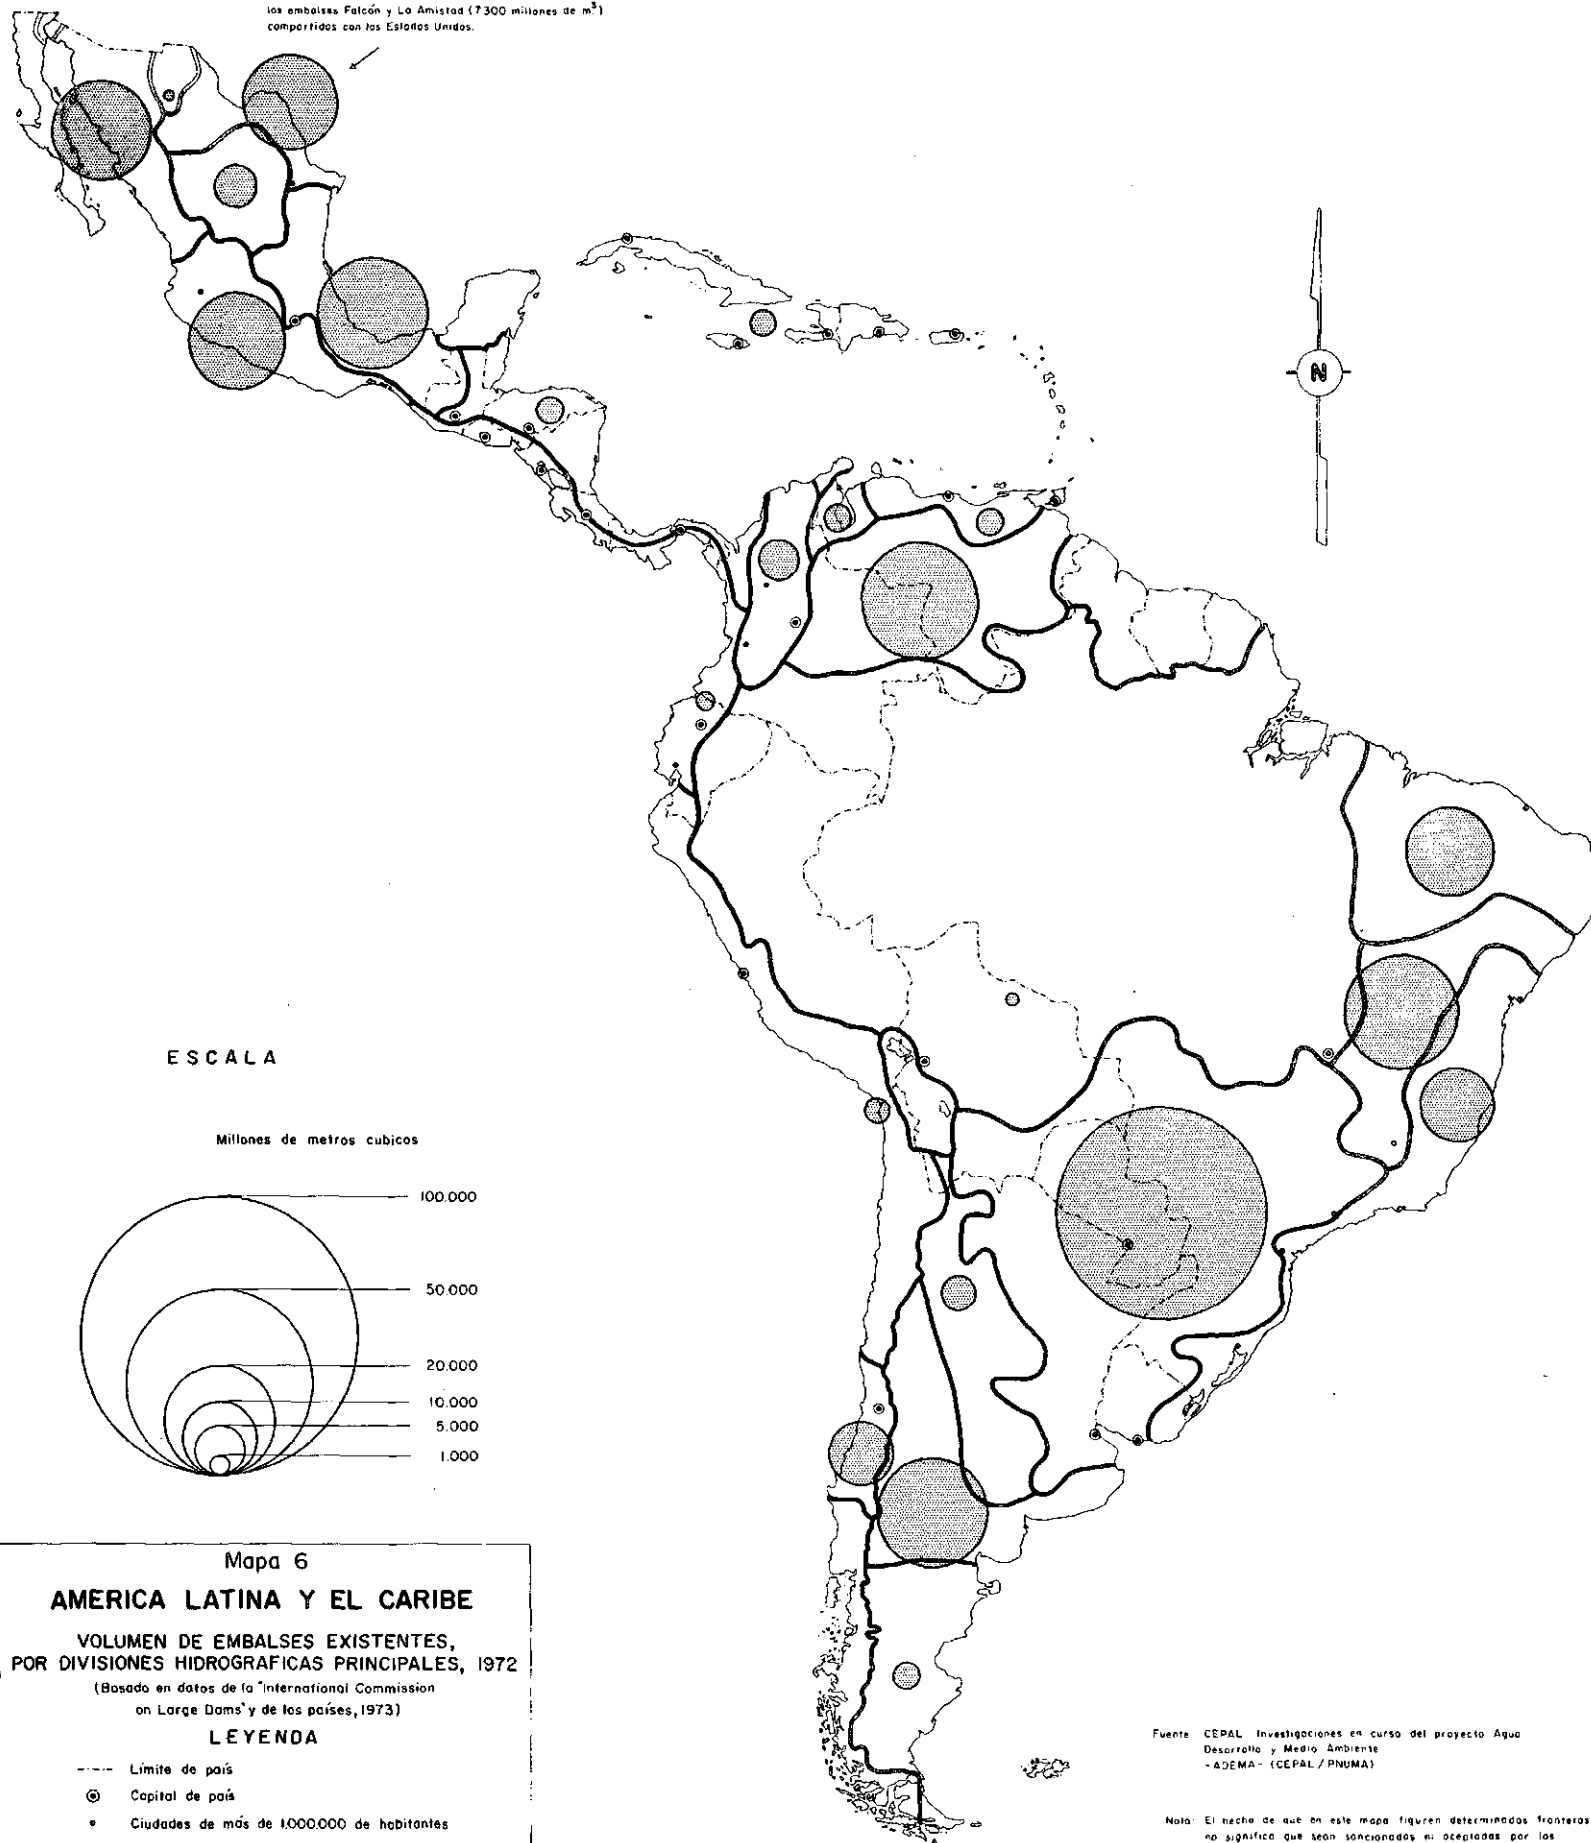 los embalses Falcón y La Amistad (7300 millones de m³)
compartidos con los Estados Unidos.
N
ESCALA
Millones de metros cubicos
100.000
50.000
20.000
10.000
5.000
1.000
Mapa 6
AMERICA LATINA Y EL CARIBE
VOLUMEN DE EMBALSES EXISTENTES,
POR DIVISIONES HIDROGRAFICAS PRINCIPALES, 1972
(Basado en datos de la "International Commission
on Large Dams" y de los países, 1973)
LEYENDA
Límite de país
Capital de país
Ciudades de más de 1.000.000 de habitantes
Fuente CEPAL Investigaciones en curso del proyecto Agua
Desarrollo y Medio Ambiente
-ADEMA- (CEPAL / PNUMA)
Nota: El hecho de que en este mapa figuren determinadas fronteras
no significa que sean sancionadas ni aceptadas por las